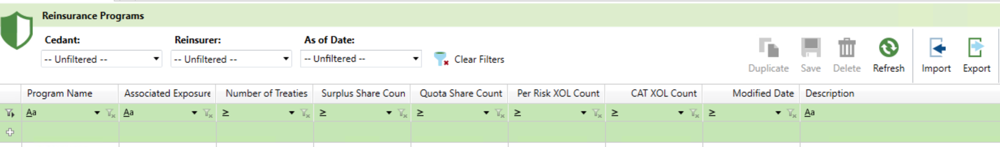 Reinsurance Programs
Cedant: Reinsurer: As of Date:
-- Unfiltered -- -- Unfiltered -- -- Unfiltered -- Clear Filters
Duplicate Save Delete Refresh Import Export
Program Name Associated Exposure Number of Treaties Surplus Share Coun Quota Share Count Per Risk XOL Count CAT XOL Count Modified Date Description
Aa Aa ≥ ≥ ≥ ≥ ≥ ≥ Aa